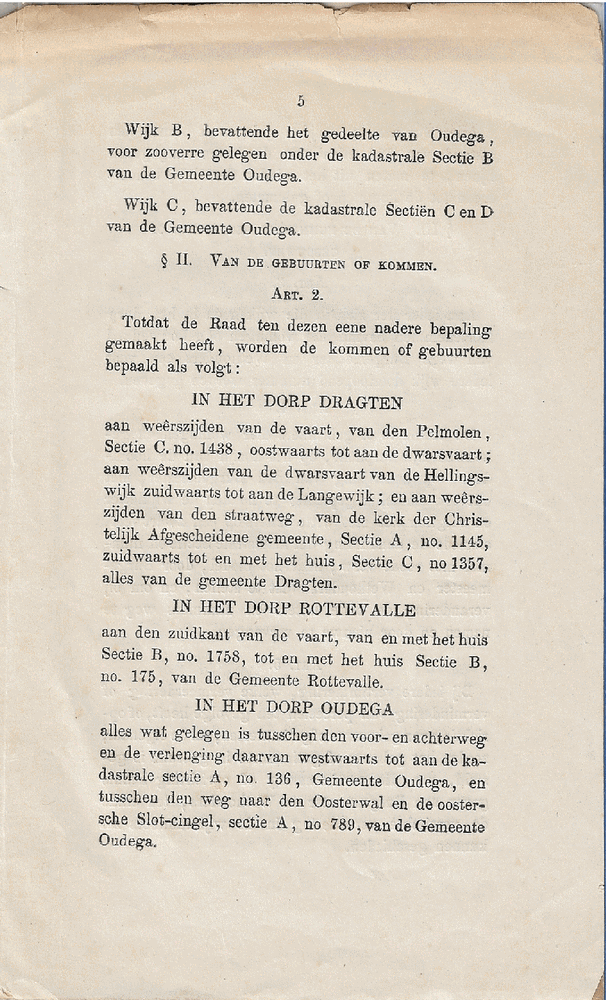 5
Wijk B, bevattende het gedeelte van Oudega,
voor zooverre gelegen onder de kadastrale Sectie B
van de Gemeente Oudega.
Wijk C, bevattende de kadastrale Sectiën C en D
van de Gemeente Oudega.
§ II. VAN DE GEBUURTEN OF KOMMEN.
ART. 2.
Totdat de Raad ten dezen eene nadere bepaling
gemaakt heeft, worden de kommen of gebuurten
bepaald als volgt:
IN HET DORP DRAGTEN
aan weêrszijden van de vaart, van den Pelmolen,
Sectie C. no. 1438, oostwaarts tot aan de dwarsvaart;
aan weêrszijden van de dwarsvaart van de Hellings-
wijk zuidwaarts tot aan de Langewijk; en aan weêrs-
zijden van den straatweg, van de kerk der Chris-
telijk Afgescheidene gemeente, Sectie A, no. 1145,
zuidwaarts tot en met het huis, Sectie C, no 1357,
alles van de gemeente Dragten.
IN HET DORP ROTTEVALLE
aan den zuidkant van de vaart, van en met het huis
Sectie B, no. 1758, tot en met het huis Sectie B,
no. 175, van de Gemeente Rottevalle.
IN HET DORP OUDEGA
alles wat gelegen is tusschen den voor- en achterweg
en de verlenging daarvan westwaarts tot aan de ka-
dastrale sectie A, no. 136, Gemeente Oudega, en
tusschen den weg naar den Oosterwal en de ooster-
sche Slot-cingel, sectie A, no 789, van de Gemeente
Oudega.